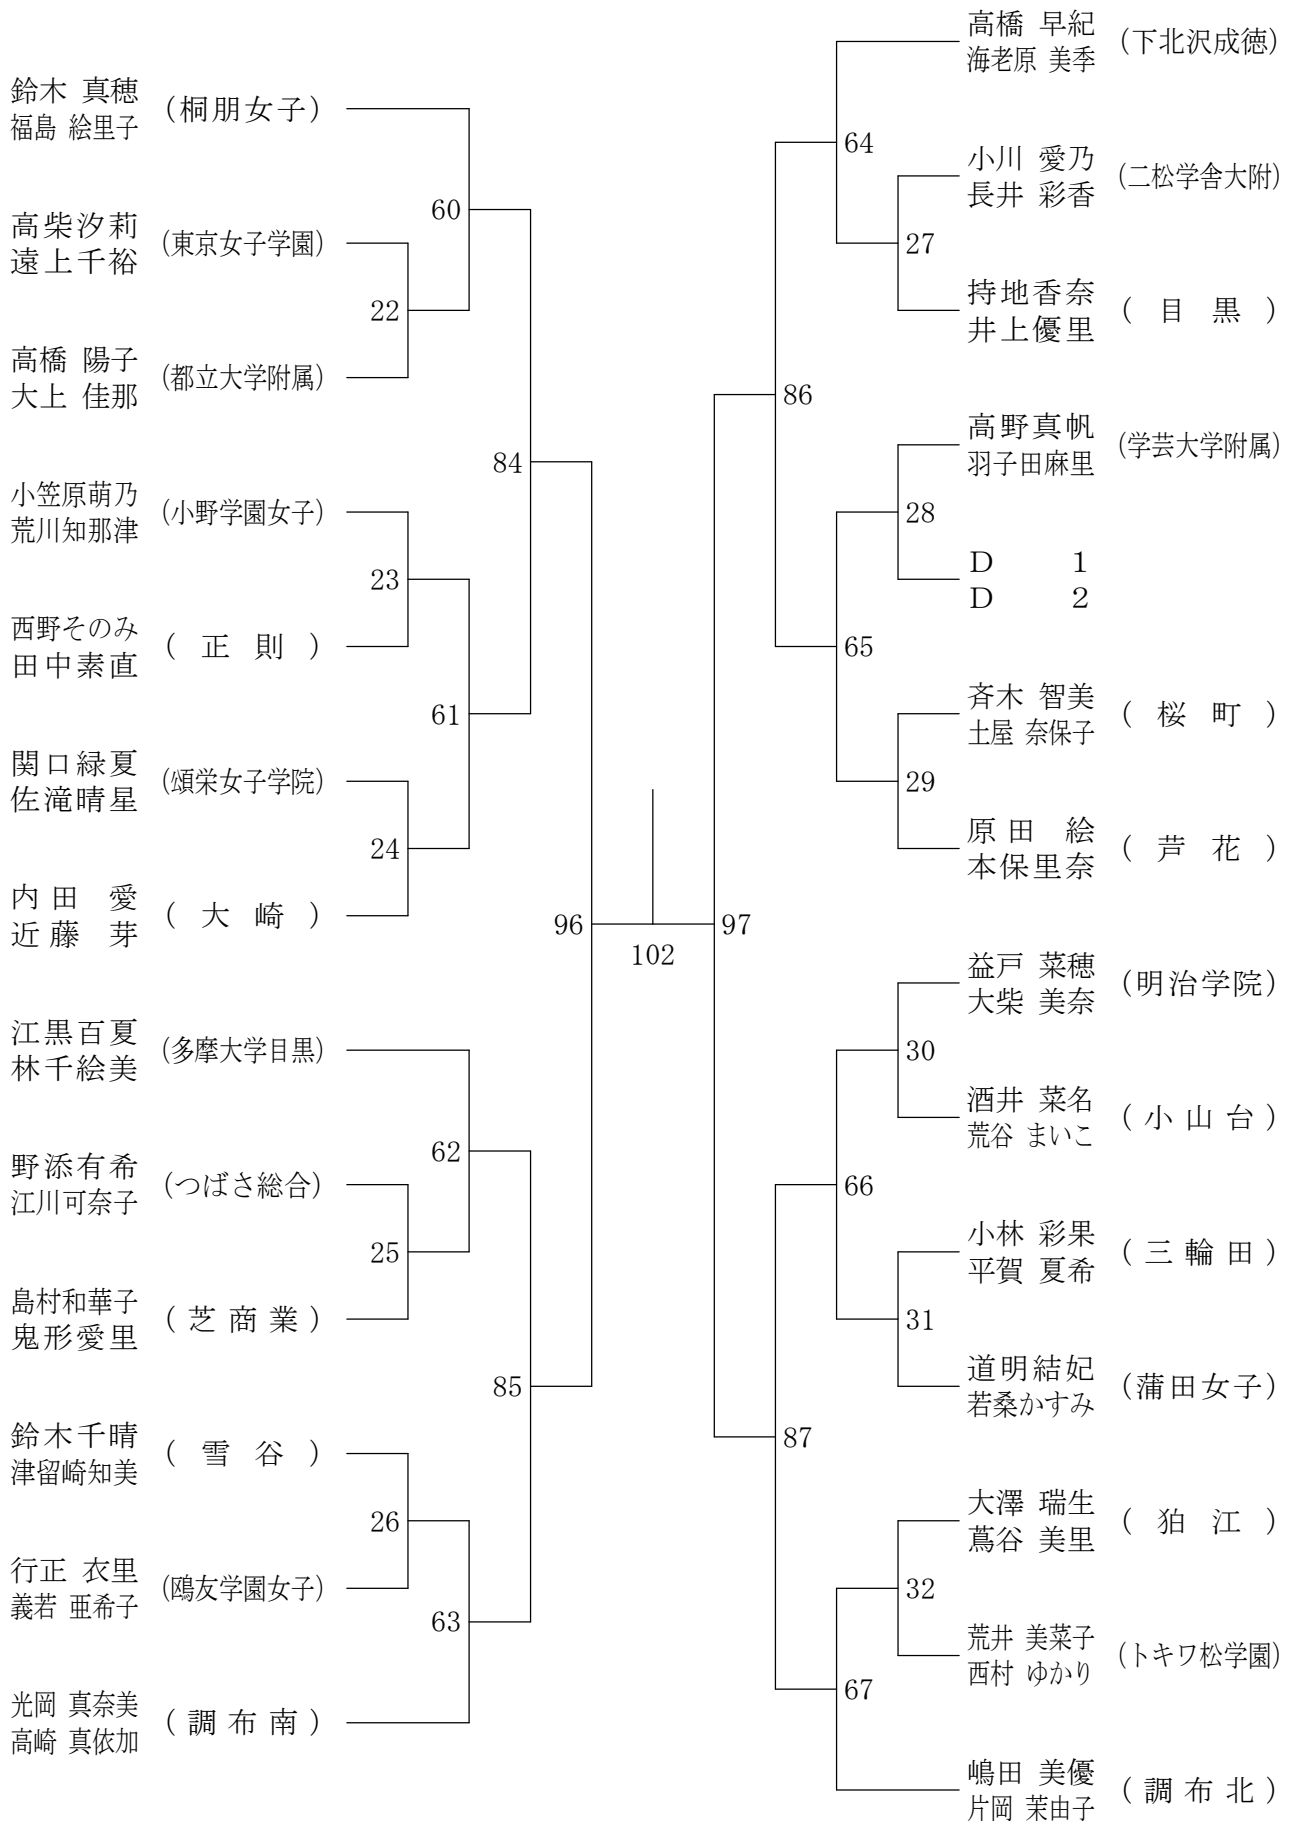 鈴木 真穂
福島 絵里子
(桐朋女子)
高柴汐莉
遠上千裕
(東京女子学園)
高橋 陽子
大上 佳那
(都立大学附属)
小笠原萌乃
荒川知那津
(小野学園女子)
西野そのみ
田中素直
(正則)
関口緑夏
佐滝晴星
(頌栄女子学院)
内田 愛
近藤 芽
(大崎)
江黒百夏
林千絵美
(多摩大学目黒)
野添有希
江川可奈子
(つばさ総合)
島村和華子
鬼形愛里
(芝商業)
鈴木千晴
津留崎知美
(雪谷)
行正 衣里
義若 亜希子
(鴎友学園女子)
光岡 真奈美
高崎 真依加
(調布南)
22
23
24
25
26
60
61
62
63
84
85
96
102
97
86
87
64
65
66
67
27
28
29
30
31
32
高橋 早紀
海老原 美季
(下北沢成徳)
小川 愛乃
長井 彩香
(二松学舎大附)
持地香奈
井上優里
(目黒)
高野真帆
羽子田麻里
(学芸大学附属)
D 1
D 2
斉木 智美
土屋 奈保子
(桜町)
原田 絵
本保里奈
(芦花)
益戸 菜穂
大柴 美奈
(明治学院)
酒井 菜名
荒谷 まいこ
(小山台)
小林 彩果
平賀 夏希
(三輪田)
道明結妃
若桑かすみ
(蒲田女子)
大澤 瑞生
蔦谷 美里
(狛江)
荒井 美菜子
西村 ゆかり
(トキワ松学園)
嶋田 美優
片岡 茉由子
(調布北)